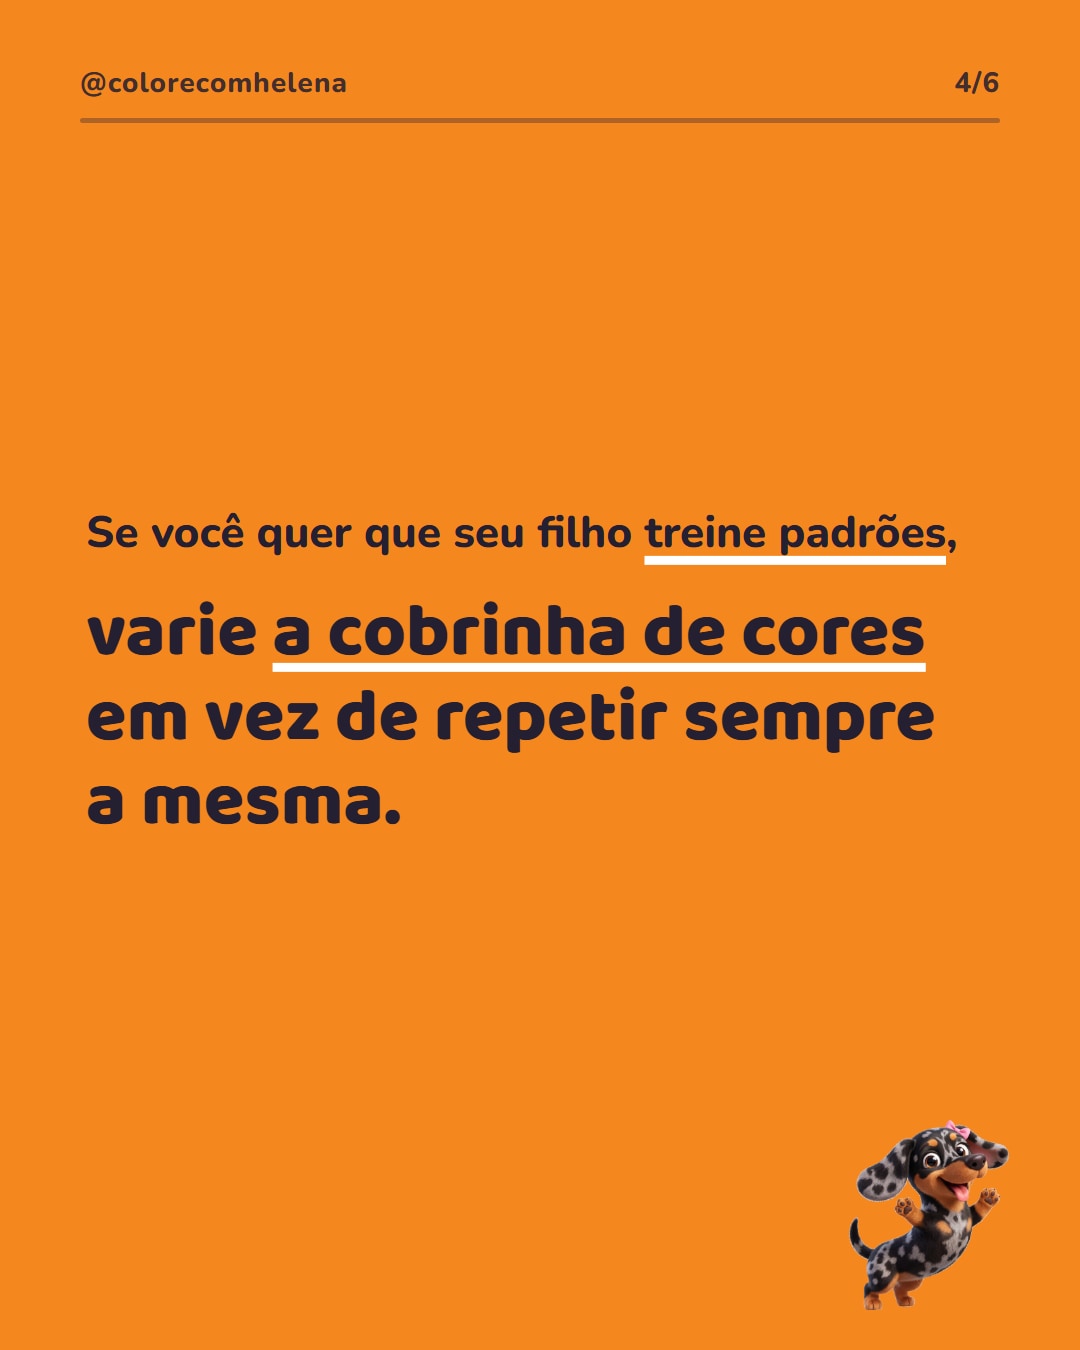 @colorecomhelena 4/6
Se você quer que seu filho treine padrões,
varie a cobrinha de cores
em vez de repetir sempre
a mesma.